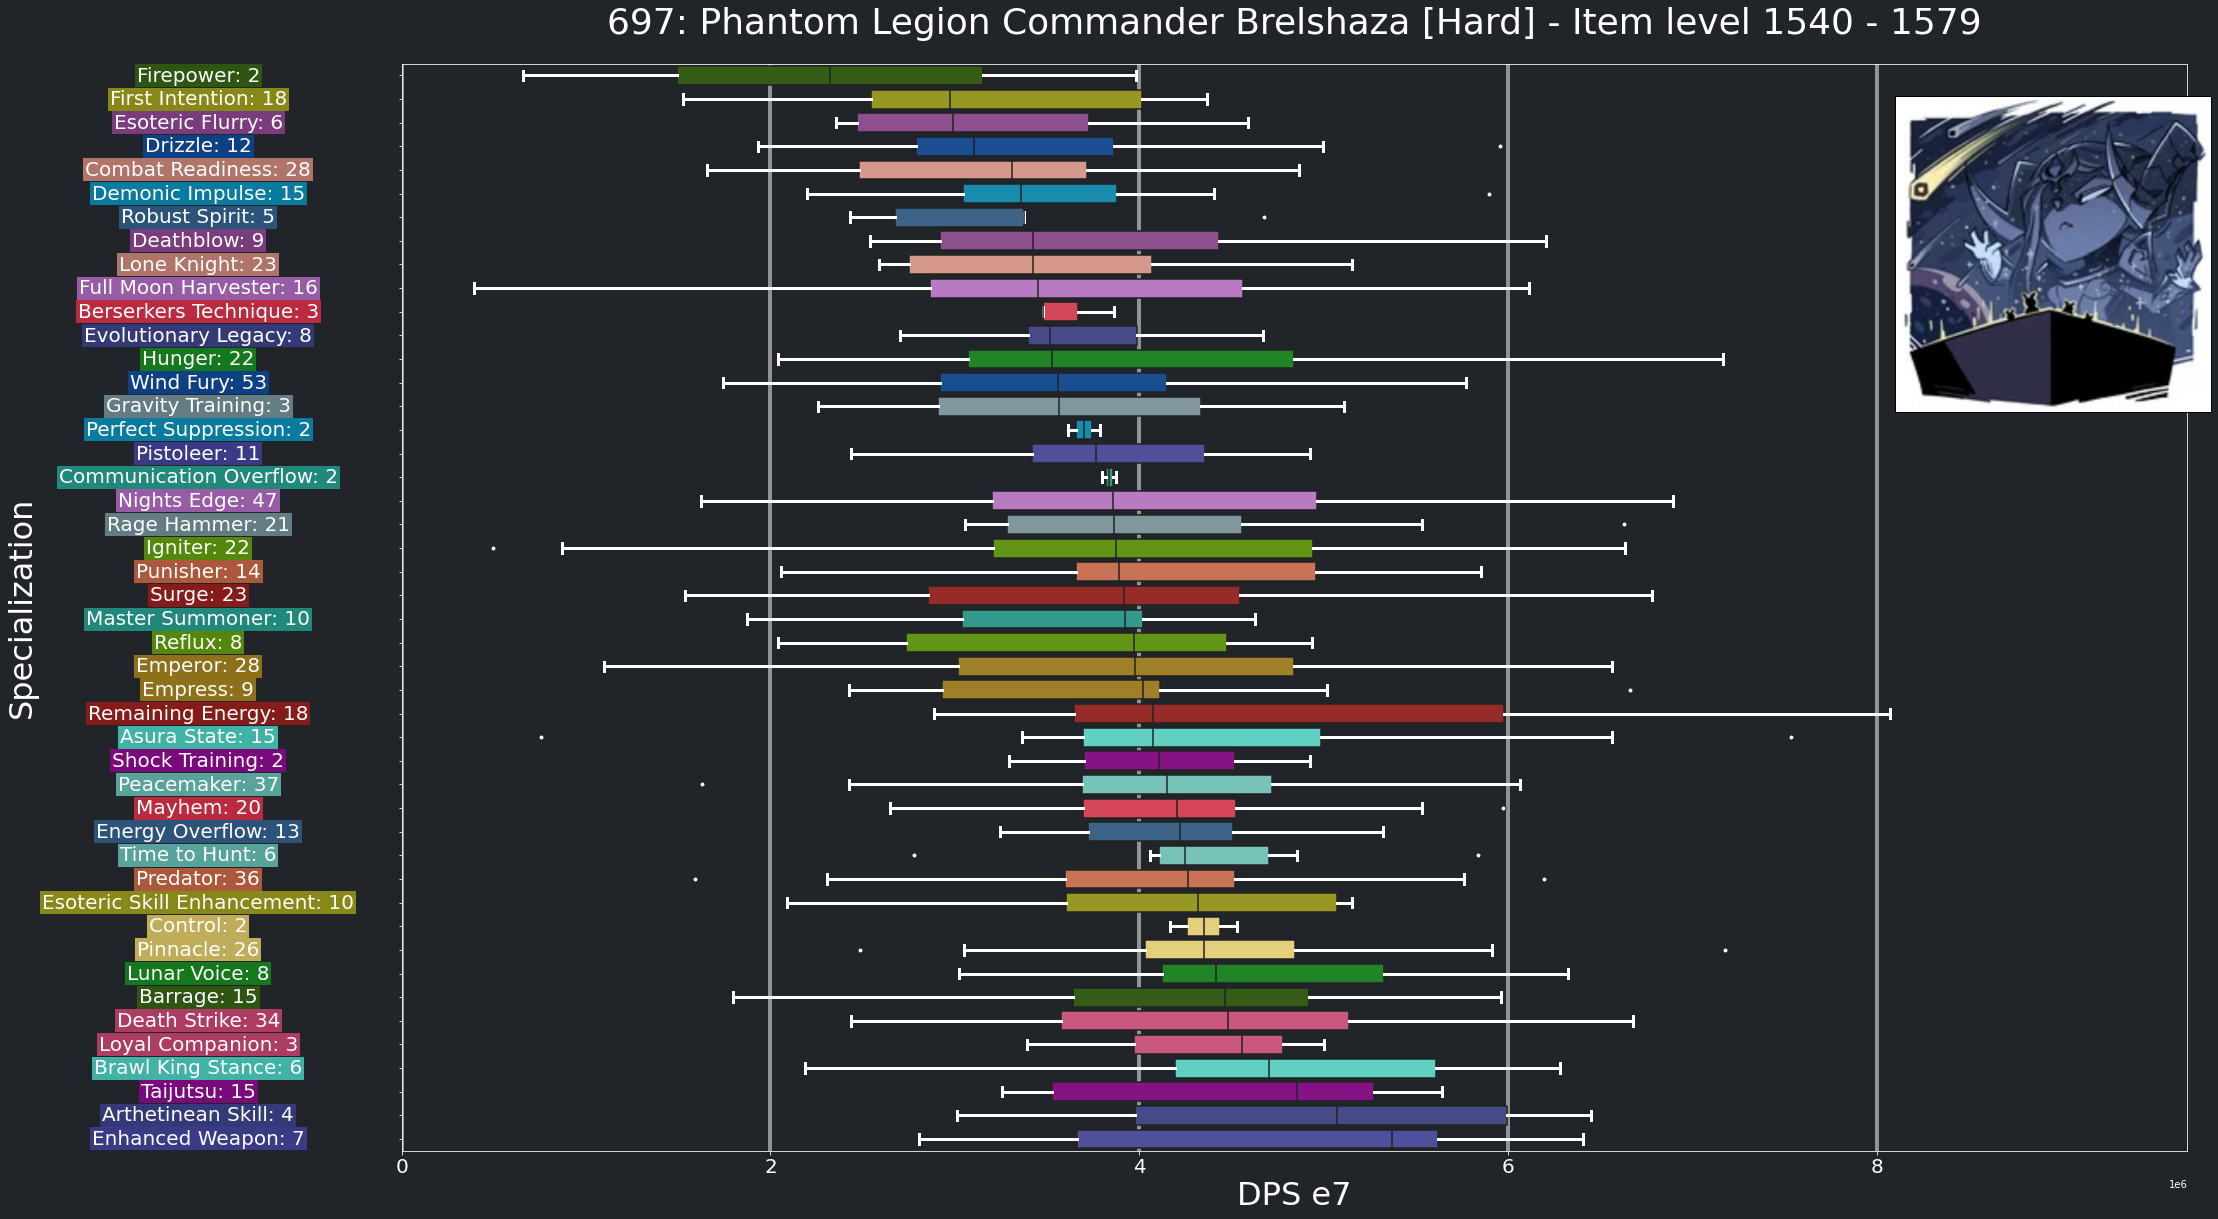 697: Phantom Legion Commander Brelshaza [Hard] - Item level 1540 - 1579
Firepower: 2
First Intention: 18
Esoteric Flurry: 6
Drizzle: 12
Combat Readiness: 28
Demonic Impulse: 15
Robust Spirit: 5
Deathblow: 9
Lone Knight: 23
Full Moon Harvester: 16
Berserkers Technique: 3
Evolutionary Legacy: 8
Hunger: 22
Wind Fury: 53
Gravity Training: 3
Perfect Suppression: 2
Pistoleer: 11
Communication Overflow: 2
Nights Edge: 47
Rage Hammer: 21
Igniter: 22
Punisher: 14
Surge: 23
Master Summoner: 10
Reflux: 8
Emperor: 28
Empress: 9
Remaining Energy: 18
Asura State: 15
Shock Training: 2
Peacemaker: 37
Mayhem: 20
Energy Overflow: 13
Time to Hunt: 6
Predator: 36
Esoteric Skill Enhancement: 10
Control: 2
Pinnacle: 26
Lunar Voice: 8
Barrage: 15
Death Strike: 34
Loyal Companion: 3
Brawl King Stance: 6
Taijutsu: 15
Arthetinean Skill: 4
Enhanced Weapon: 7
Specialization
0 2 4 6 8
1e6
DPS e7